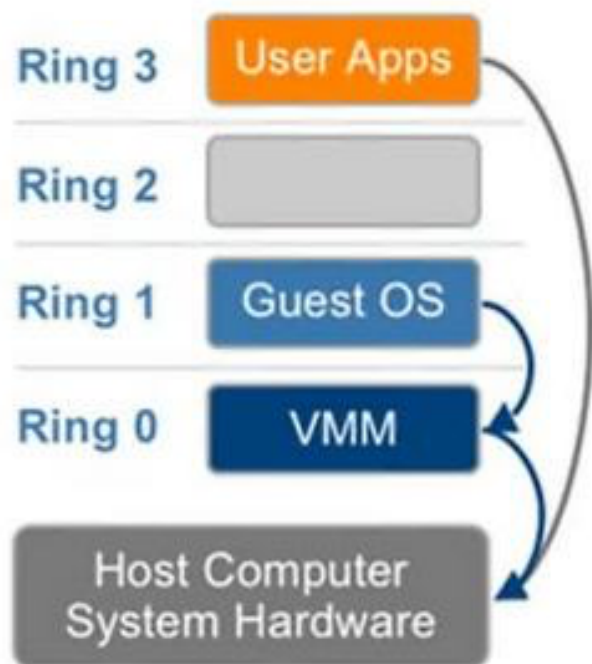 Ring 3 User Apps
Ring 2
Ring 1 Guest OS
Ring 0 VMM
Host Computer
System Hardware